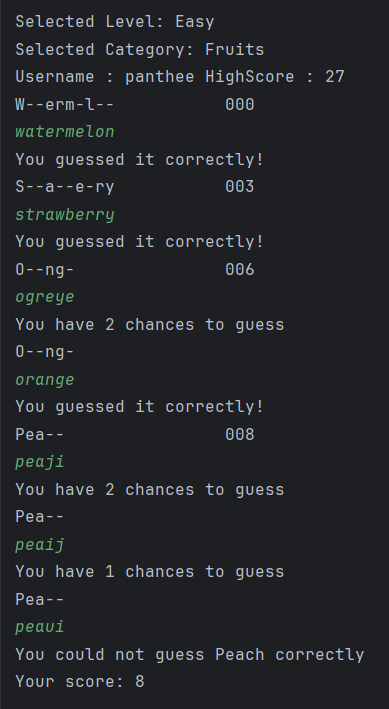 Selected Level: Easy
Selected Category: Fruits
Username : panthee HighScore : 27
W--erm-l-- 000
watermelon
You guessed it correctly!
S--a--e-ry 003
strawberry
You guessed it correctly!
O--ng- 006
ogreye
You have 2 chances to guess
O--ng-
orange
You guessed it correctly!
Pea-- 008
peaji
You have 2 chances to guess
Pea--
peaij
You have 1 chances to guess
Pea--
peaui
You could not guess Peach correctly
Your score: 8